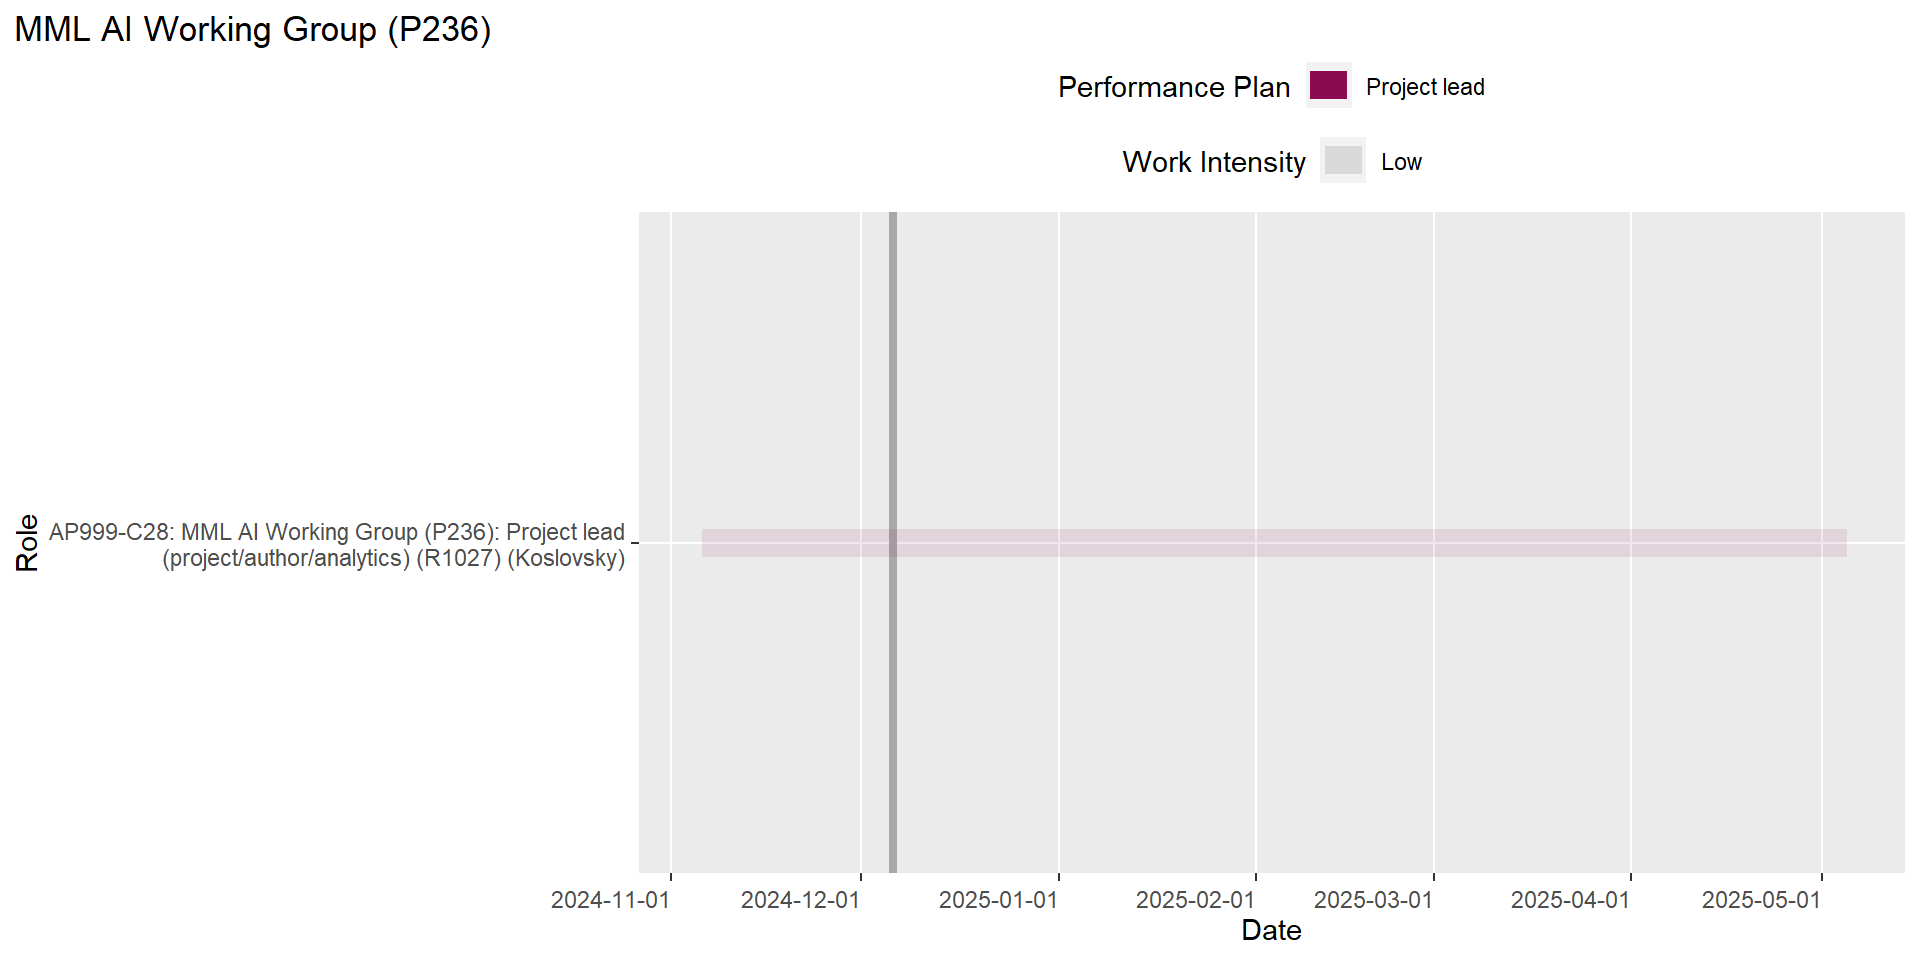 MML AI Working Group (P236)
Performance Plan Project lead
Work Intensity Low
Role
AP999-C28: MML AI Working Group (P236): Project lead
(project/author/analytics) (R1027) (Koslovsky)
2024-11-01 2024-12-01 2025-01-01 2025-02-01 2025-03-01 2025-04-01 2025-05-01
Date